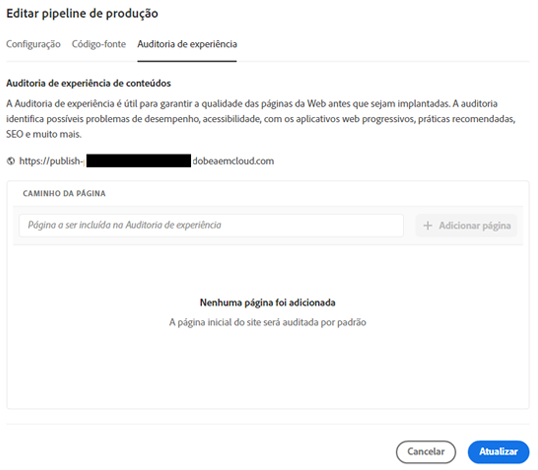 Editar pipeline de produção
Configuração Código-fonte Auditoria de experiência
Auditoria de experiência de conteúdos
A Auditoria de experiência é útil para garantir a qualidade das páginas da Web antes que sejam implantadas. A auditoria
identifica possíveis problemas de desempenho, acessibilidade, com os aplicativos web progressivos, práticas recomendadas,
SEO e muito mais.
https://publish- dobeaemcloud.com
CAMINHO DA PÁGINA
Página a ser incluída na Auditoria de experiência + Adicionar página
Nenhuma página foi adicionada
A página inicial do site será auditada por padrão
Cancelar Atualizar